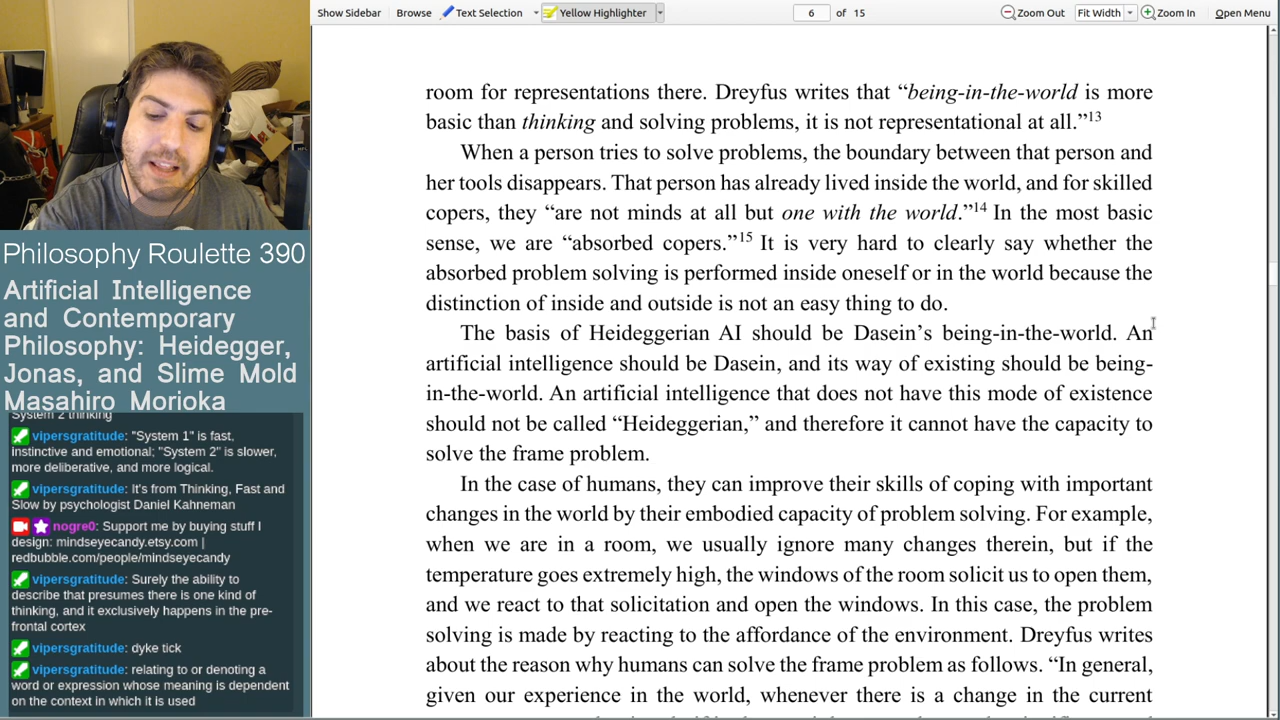 Show Sidebar Browse Text Selection Yellow Highlighter 6 of 15 Zoom Out Fit Width Zoom In Open Menu
room for representations there. Dreyfus writes that “being-in-the-world is more
basic than thinking and solving problems, it is not representational at all.”13
When a person tries to solve problems, the boundary between that person and
her tools disappears. That person has already lived inside the world, and for skilled
copers, they “are not minds at all but one with the world.”14 In the most basic
sense, we are “absorbed copers.”15 It is very hard to clearly say whether the
absorbed problem solving is performed inside oneself or in the world because the
distinction of inside and outside is not an easy thing to do.
The basis of Heideggerian AI should be Dasein’s being-in-the-world. An
artificial intelligence should be Dasein, and its way of existing should be being-
in-the-world. An artificial intelligence that does not have this mode of existence
should not be called “Heideggerian,” and therefore it cannot have the capacity to
solve the frame problem.
In the case of humans, they can improve their skills of coping with important
changes in the world by their embodied capacity of problem solving. For example,
when we are in a room, we usually ignore many changes therein, but if the
temperature goes extremely high, the windows of the room solicit us to open them,
and we react to that solicitation and open the windows. In this case, the problem
solving is made by reacting to the affordance of the environment. Dreyfus writes
about the reason why humans can solve the frame problem as follows. “In general,
given our experience in the world, whenever there is a change in the current
Philosophy Roulette 390
Artificial Intelligence
and Contemporary
Philosophy: Heidegger,
Jonas, and Slime Mold
Masahiro Morioka
System 2 thinking
vipersgratitude: "System 1" is fast,
instinctive and emotional; "System 2" is slower,
more deliberative, and more logical.
vipersgratitude: It's from Thinking, Fast and
Slow by psychologist Daniel Kahneman
nogre0: Support me by buying stuff I
design: mindseyecandy.etsy.com |
redbubble.com/people/mindseyecandy
vipersgratitude: Surely the ability to
describe that presumes there is one kind of
thinking, and it exclusively happens in the pre-
frontal cortex
vipersgratitude: dyke tick
vipersgratitude: relating to or denoting a
word or expression whose meaning is dependent
on the context in which it is used